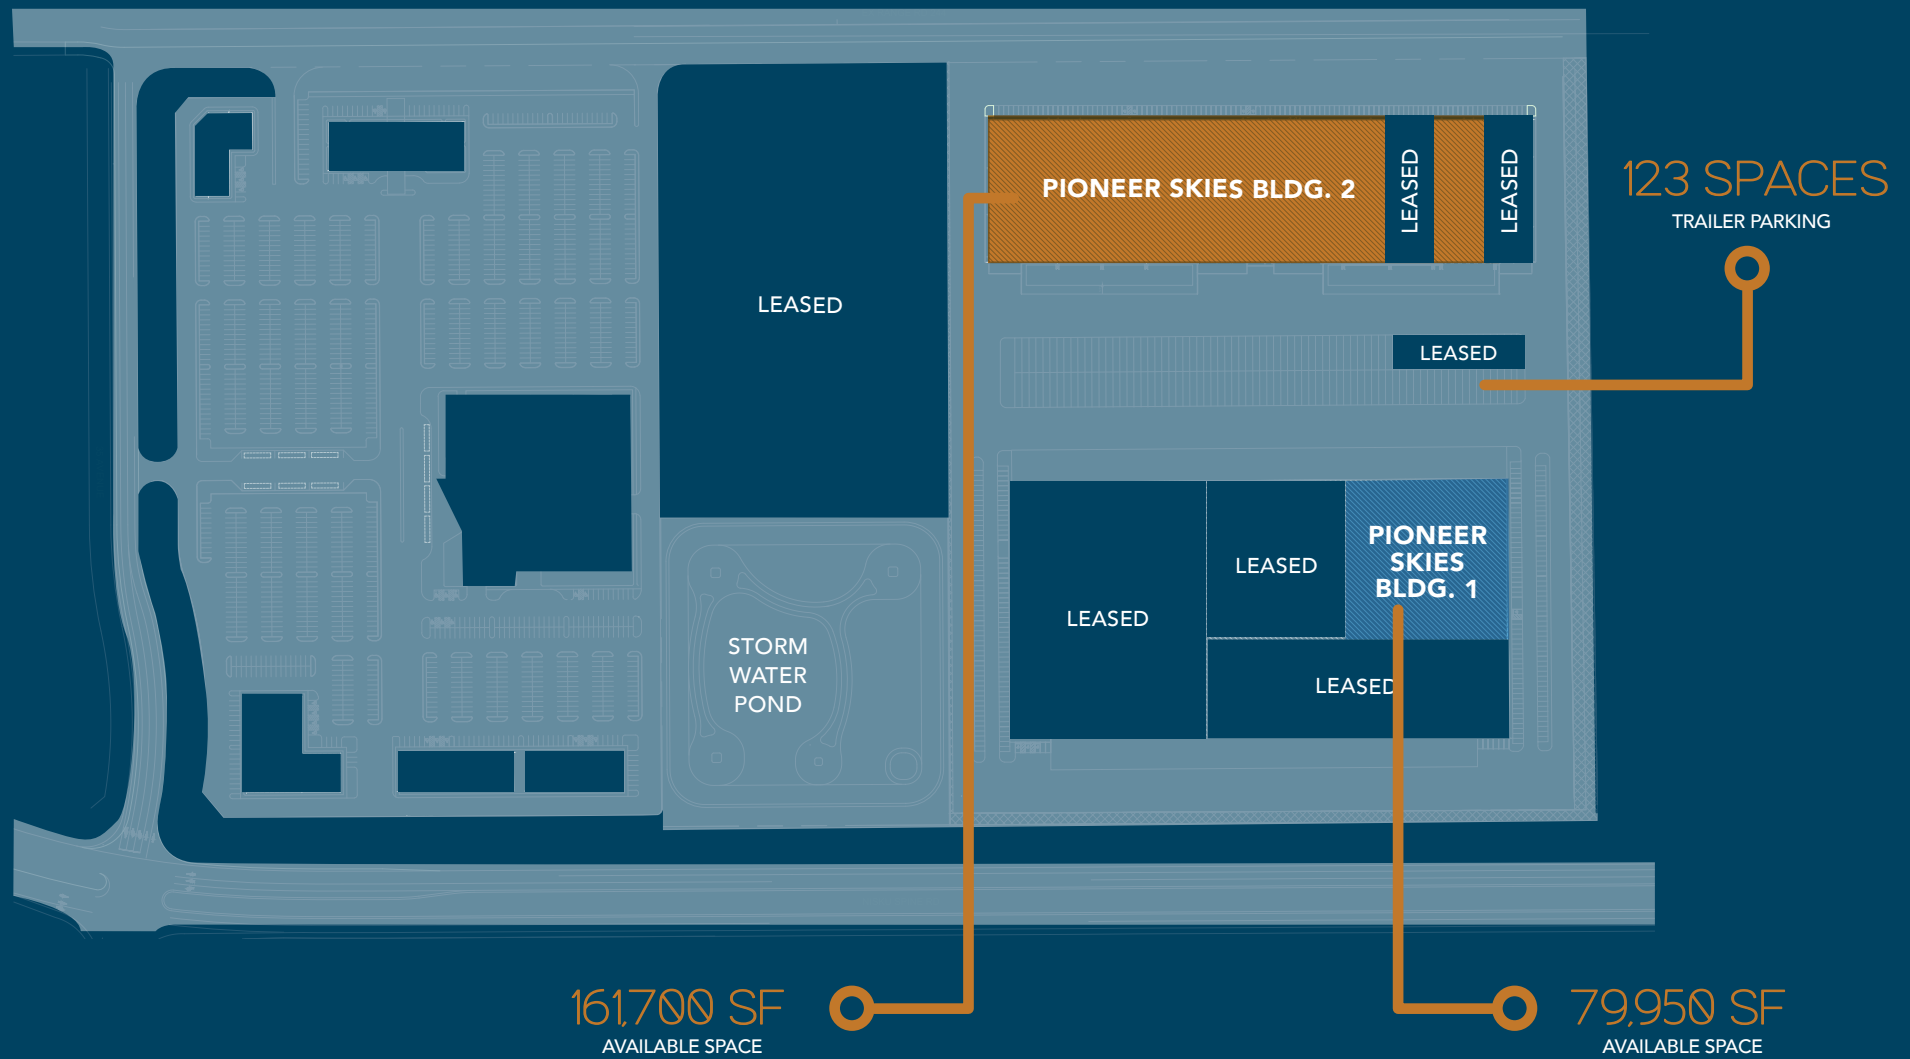 PIONEER SKIES BLDG. 2
LEASED
LEASED
123 SPACES
TRAILER PARKING
LEASED
LEASED
PIONEER
SKIES
BLDG. 1
LEASED
LEASED
LEASED
STORM
WATER
POND
161,700 SF
AVAILABLE SPACE
79,950 SF
AVAILABLE SPACE